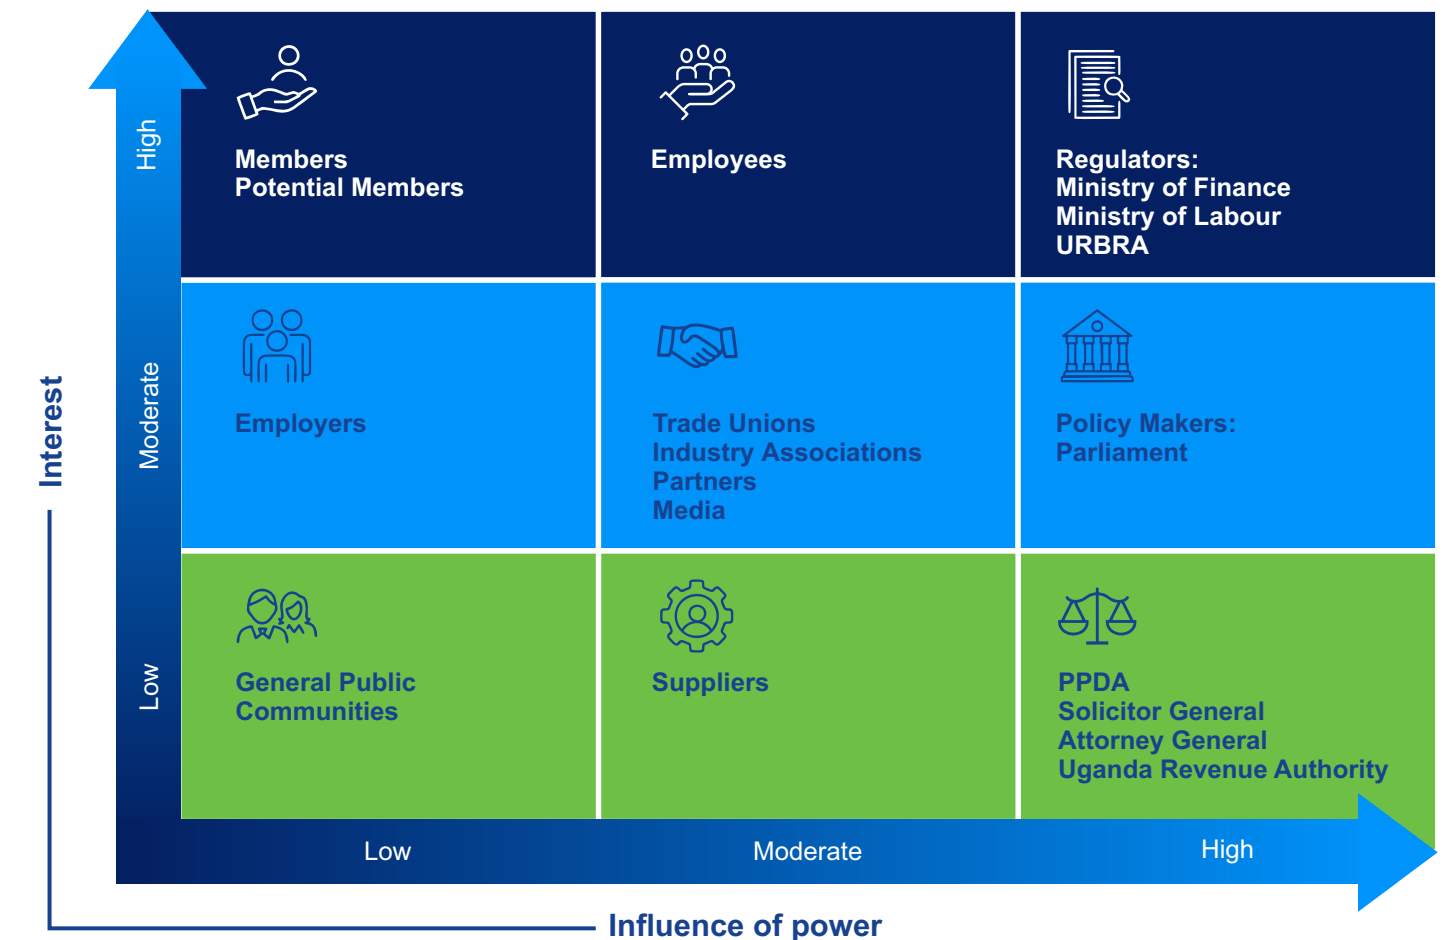 High
Members
Potential Members
Employees
Regulators:
Ministry of Finance
Ministry of Labour
URBRA
Interest
Moderate
Employers
Trade Unions
Industry Associations
Partners
Media
Policy Makers:
Parliament
Low
General Public
Communities
Suppliers
PPDA
Solicitor General
Attorney General
Uganda Revenue Authority
Low
Moderate
High
Influence of power